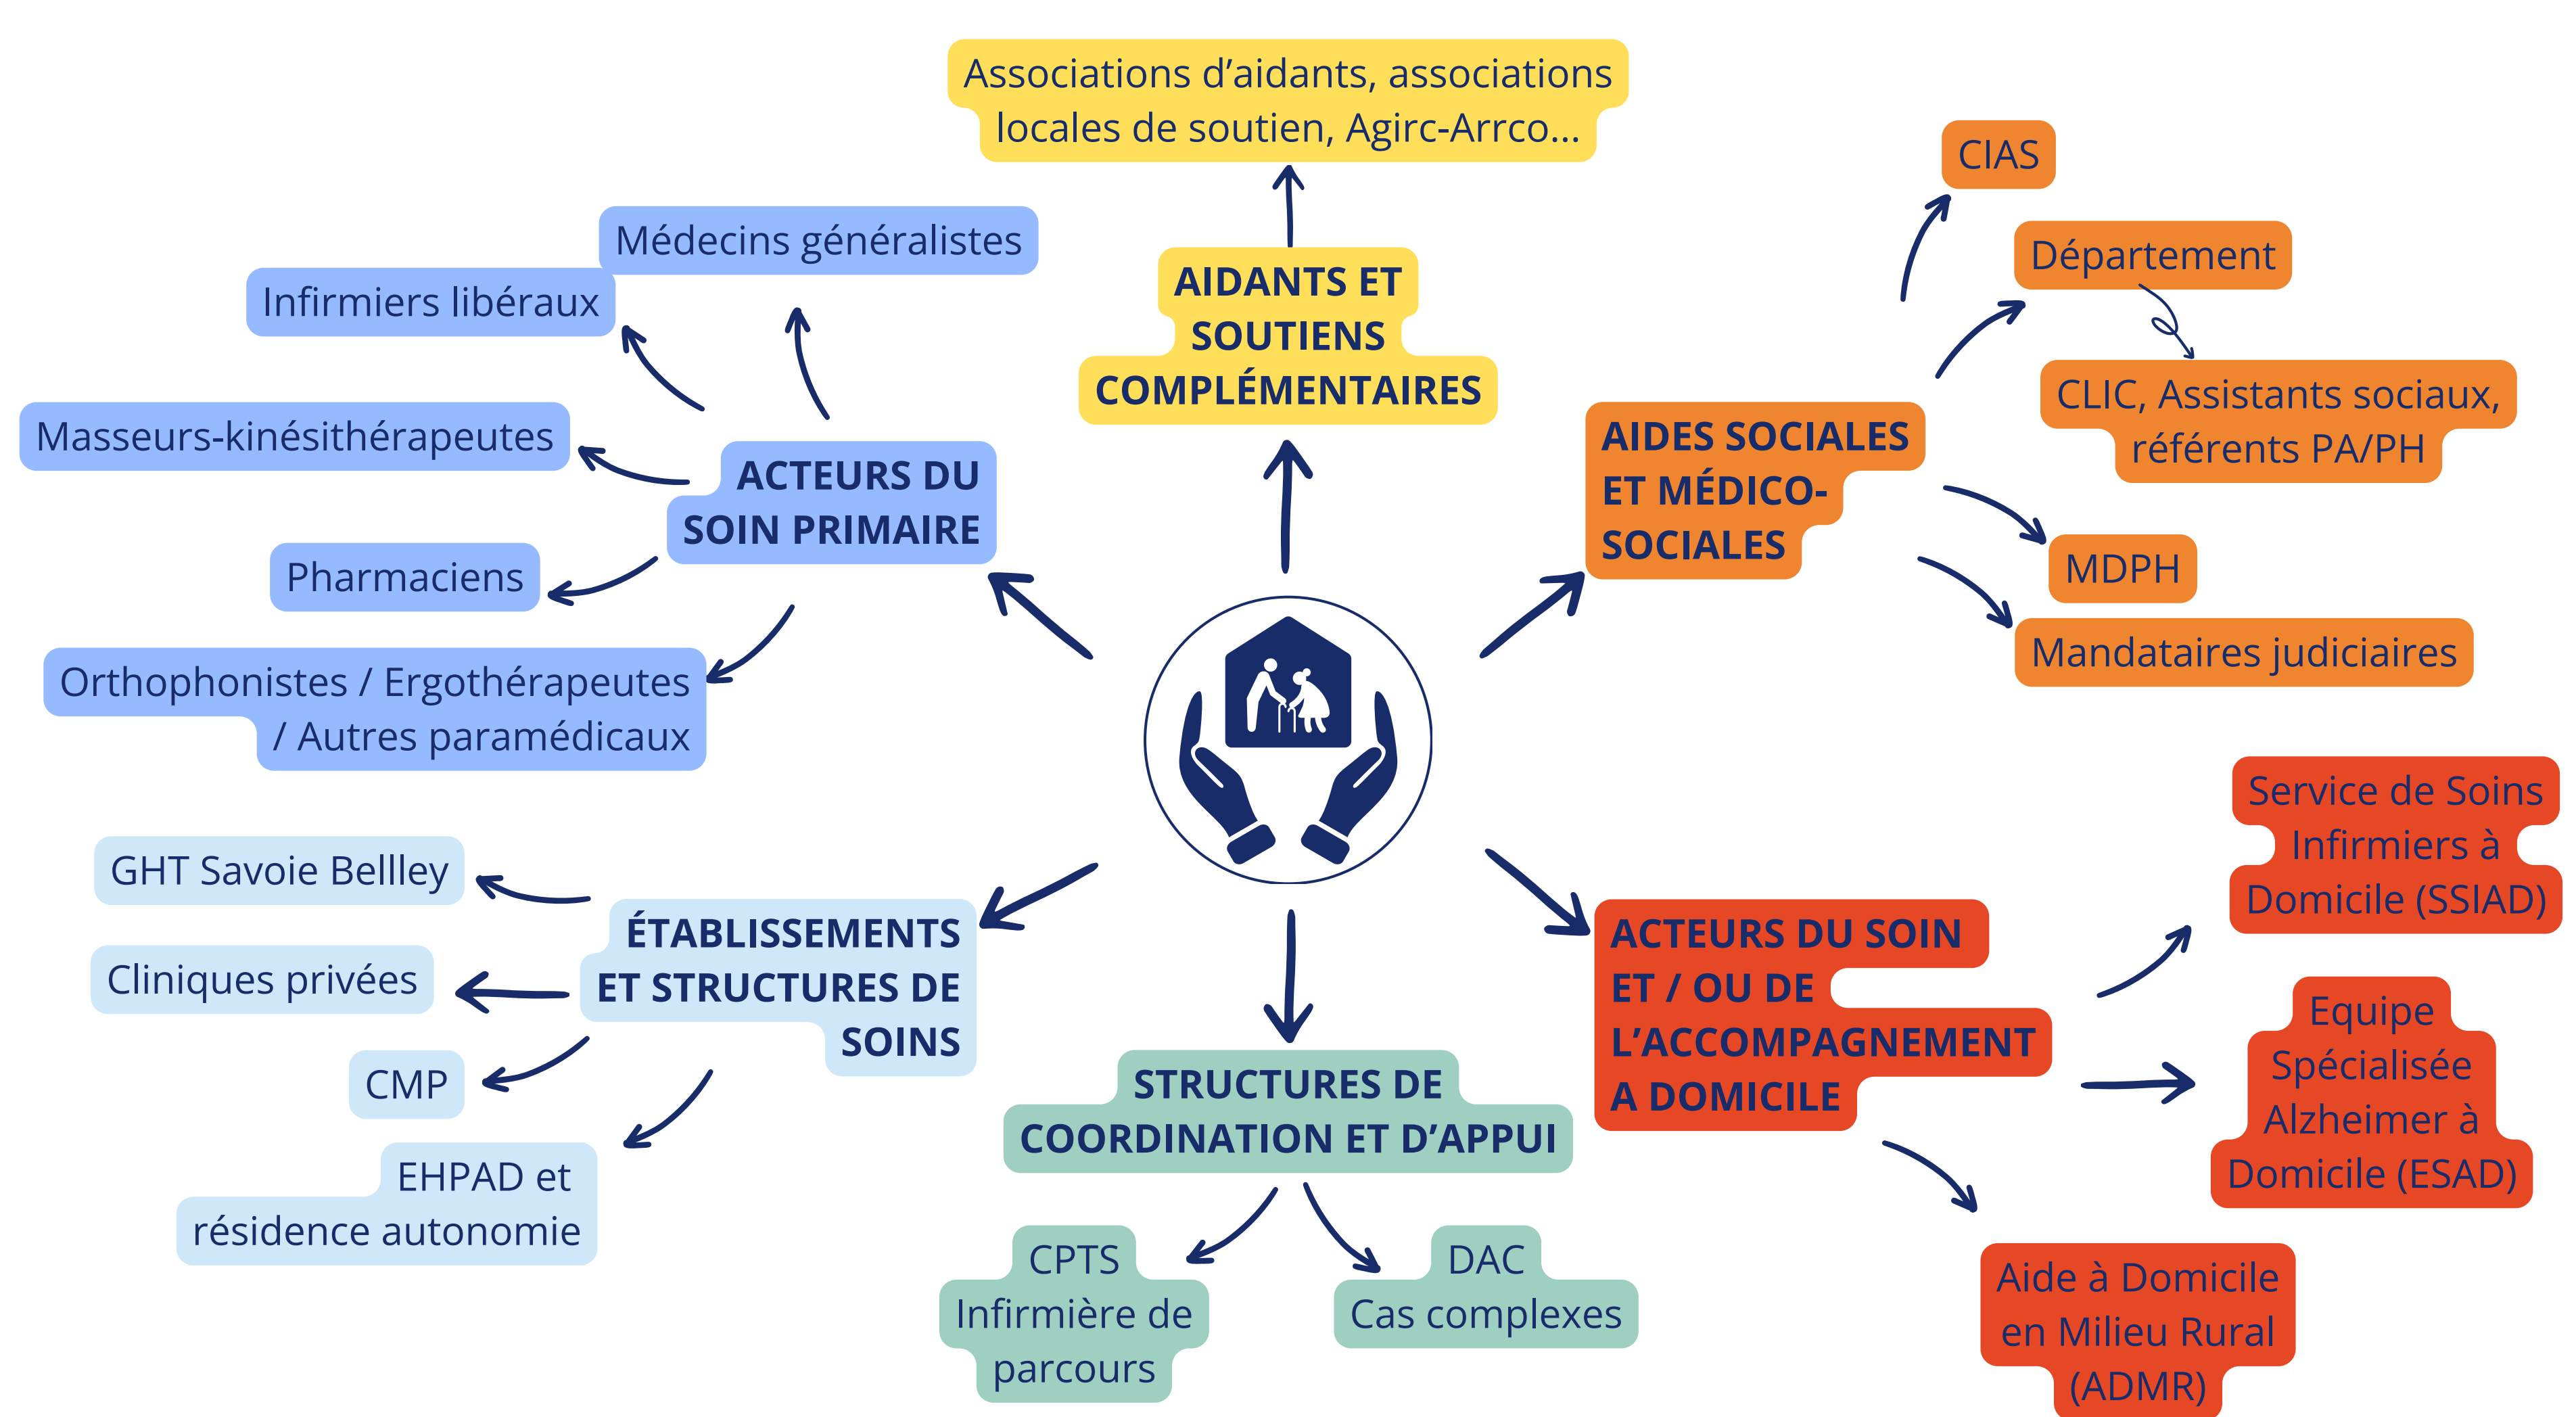 Associations d’aidants, associations
locales de soutien, Agirc-Arrco...
AIDANTS ET
SOUTIENS
COMPLÉMENTAIRES
Médecins généralistes
Infirmiers libéraux
Masseurs-kinésithérapeutes
ACTEURS DU
SOIN PRIMAIRE
Pharmaciens
Orthophonistes / Ergothérapeutes
/ Autres paramédicaux
CIAS
Département
CLIC, Assistants sociaux,
référents PA/PH
AIDES SOCIALES
ET MÉDICO-
SOCIALES
MDPH
Mandataires judiciaires
GHT Savoie Bellley
Cliniques privées
CMP
EHPAD et
résidence autonomie
ÉTABLISSEMENTS
ET STRUCTURES DE
SOINS
STRUCTURES DE
COORDINATION ET D’APPUI
CPTS
Infirmière de
parcours
DAC
Cas complexes
ACTEURS DU SOIN
ET / OU DE
L’ACCOMPAGNEMENT
A DOMICILE
Service de Soins
Infirmiers à
Domicile (SSIAD)
Equipe
Spécialisée
Alzheimer à
Domicile (ESAD)
Aide à Domicile
en Milieu Rural
(ADMR)